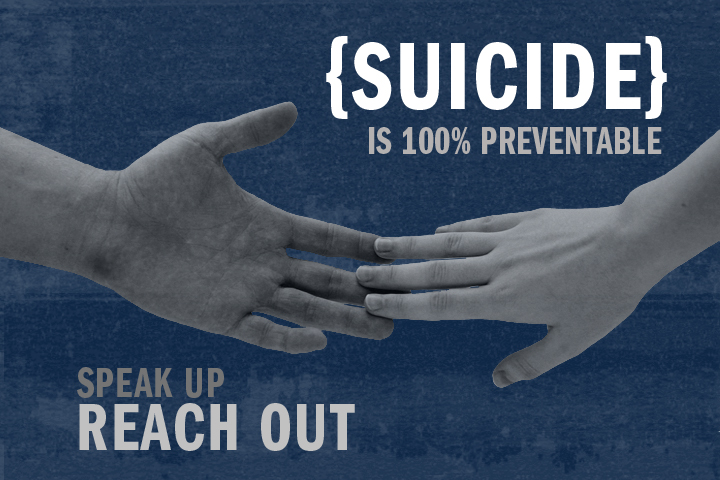 {SUICIDE}
IS 100% PREVENTABLE
SPEAK UP
REACH OUT